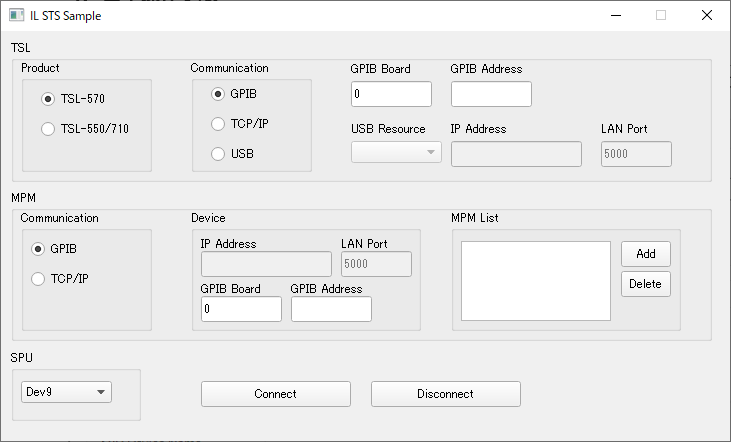 IL STS Sample
TSL
Product
Communication
GPIB Board
GPIB Address
TSL-570
GPIB
0
TSL-550/710
TCP/IP
USB Resource
IP Address
LAN Port
USB
5000
MPM
Communication
Device
MPM List
GPIB
IP Address
LAN Port
Add
TCP/IP
5000
GPIB Board
GPIB Address
Delete
0
SPU
Dev9
Connect
Disconnect